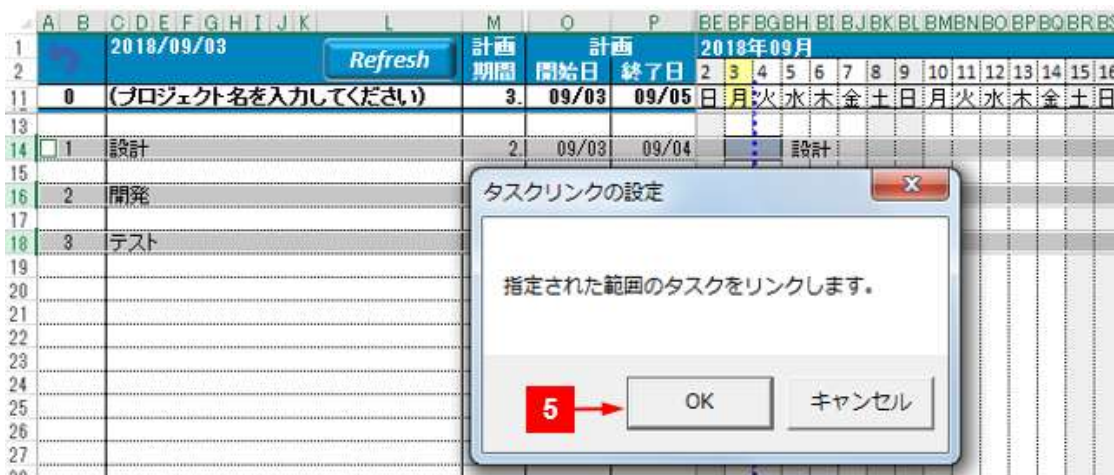 A B C D E F G H I J K L M O P BE BF BG BH BI BJ BK BL BM BN BO BP BQ BR BS
1 2018/09/03 Refresh 計画 計画 2018年09月
2 期間 開始日 終了日 2 3 4 5 6 7 8 9 10 11 12 13 14 15 16
11 0 (プロジェクト名を入力してください) 3. 09/03 09/05 日 月 火 水 木 金 土 日 月 火 水 木 金 土 日
13
14 1 設計 2. 09/03 09/04 設計
15
16 2 開発
17
18 3 テスト
19
20
21
22
23
24
25
26
27
タスクリンクの設定
指定された範囲のタスクをリンクします。
5 OK キャンセル